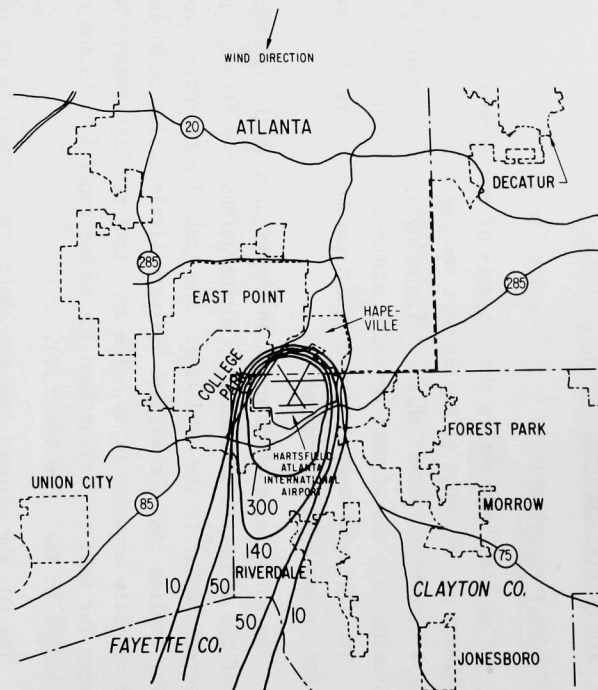 WIND DIRECTION
20
ATLANTA
DECATUR
285
285
EAST POINT
HAPE-
VILLE
COLLEGE
PARK
FOREST PARK
HARTSFIELD
ATLANTA
INTERNATIONAL
AIRPORT
UNION CITY
300
MORROW
85
140
75
RIVERDALE
10
50
CLAYTON CO.
50
10
FAYETTE CO.
JONESBORO